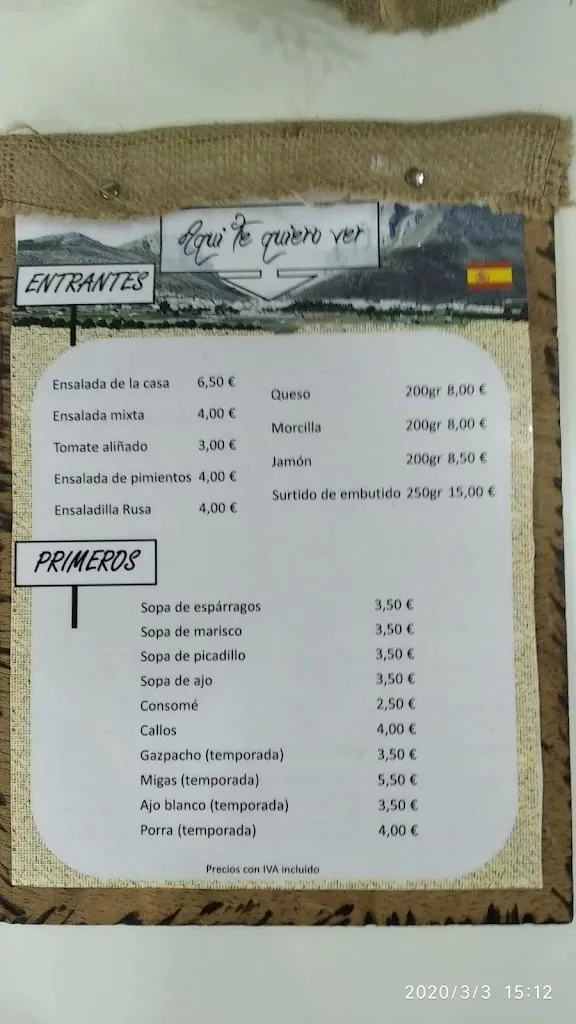 Aqui te quiero ver
ENTRANTES
Ensalada de la casa 6,50 €
Ensalada mixta 4,00 €
Tomate aliñado 3,00 €
Ensalada de pimientos 4,00 €
Ensaladilla Rusa 4,00 €
Queso 200gr 8,00 €
Morcilla 200gr 8,00 €
Jamón 200gr 8,50 €
Surtido de embutido 250gr 15,00 €
PRIMEROS
Sopa de espárragos 3,50 €
Sopa de marisco 3,50 €
Sopa de picadillo 3,50 €
Sopa de ajo 3,50 €
Consomé 2,50 €
Callos 4,00 €
Gazpacho (temporada) 3,50 €
Migas (temporada) 5,50 €
Ajo blanco (temporada) 3,50 €
Porra (temporada) 4,00 €
Precios con IVA incluido
2020/3/3 15:12